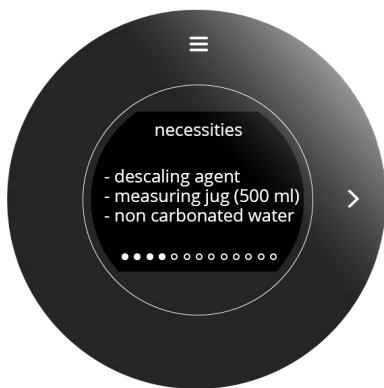 necessities
- descaling agent
- measuring jug (500 ml)
- non carbonated water